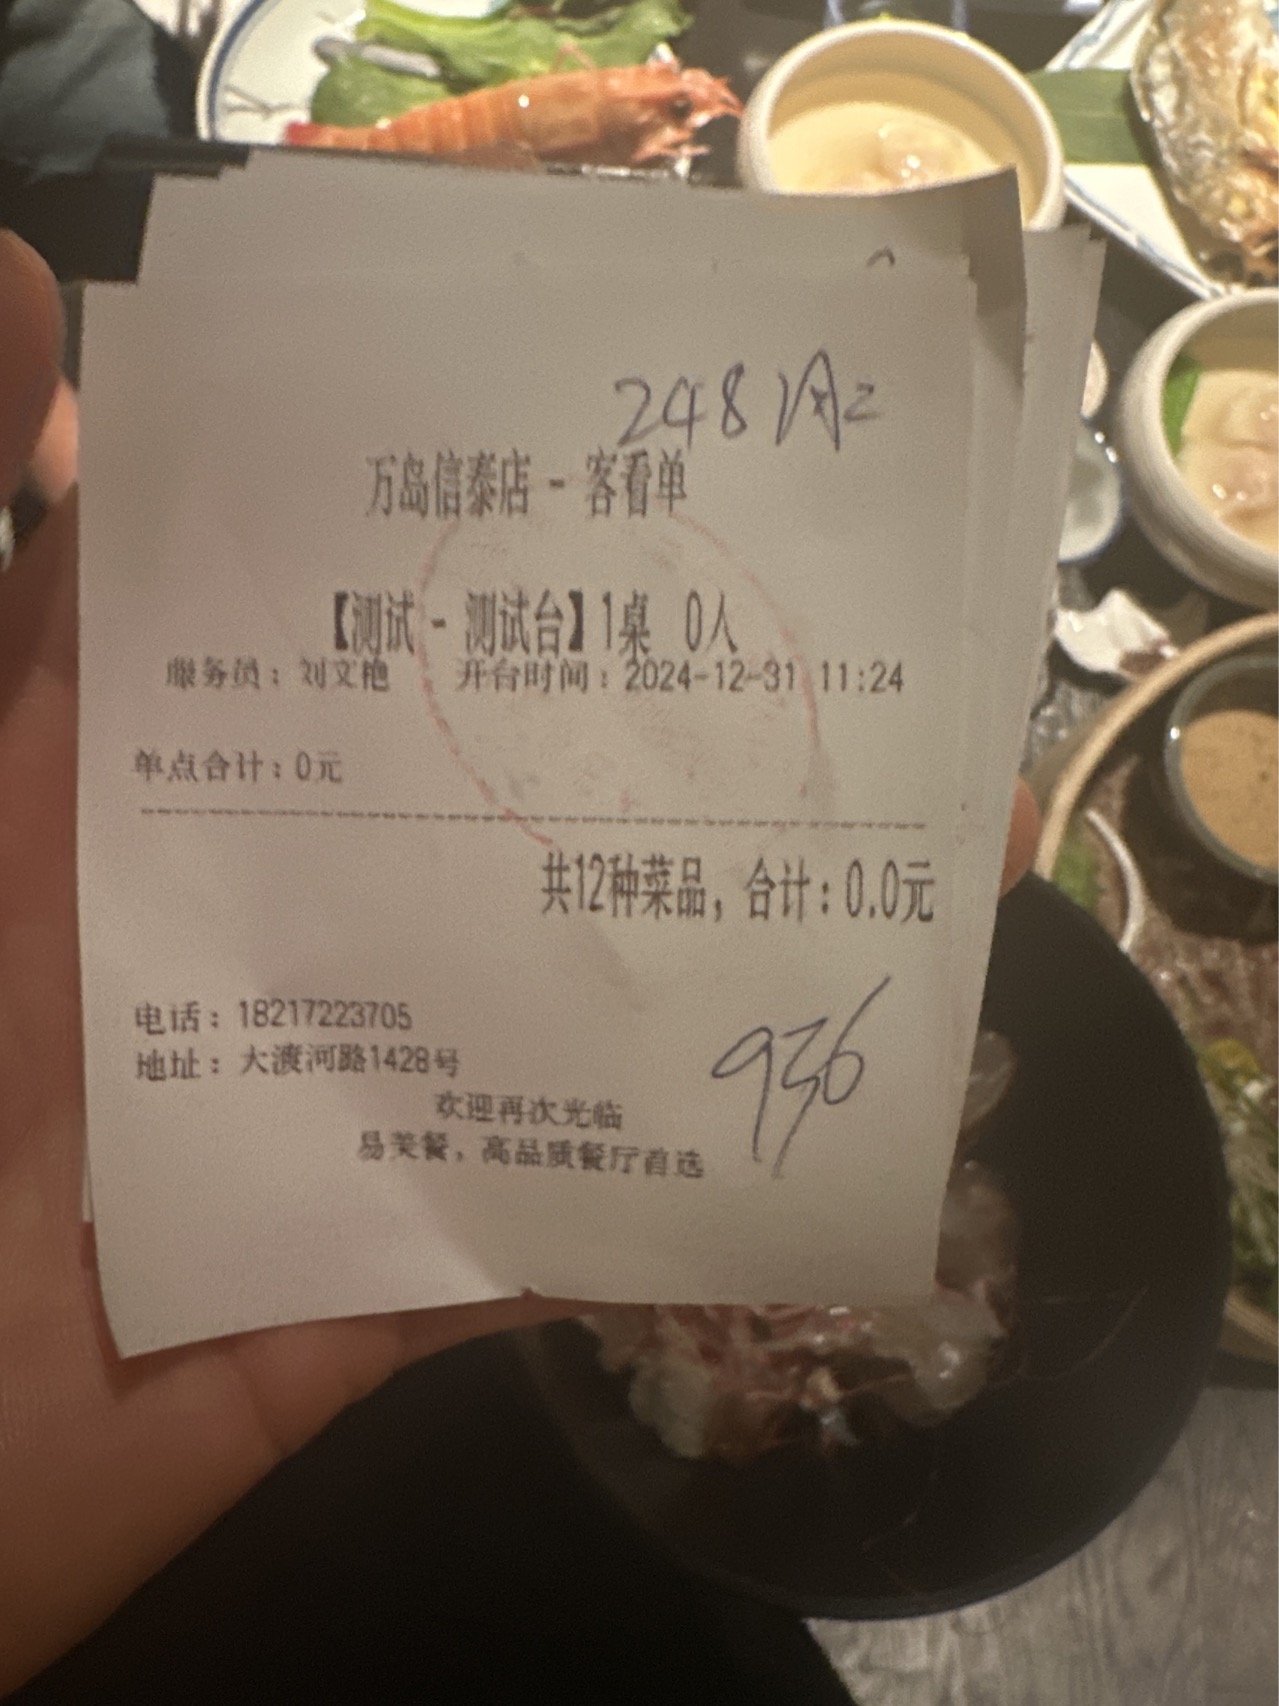 248
万岛信泰店 - 客看单
【测试 - 测试台】1桌 0人
服务员：刘文艳 开台时间：2024-12-31 11:24
单点合计：0元
共12种菜品，合计：0.0元
电话：18217223705
地址：大渡河路1428号
936
欢迎再次光临
易美餐，高品质餐厅首选